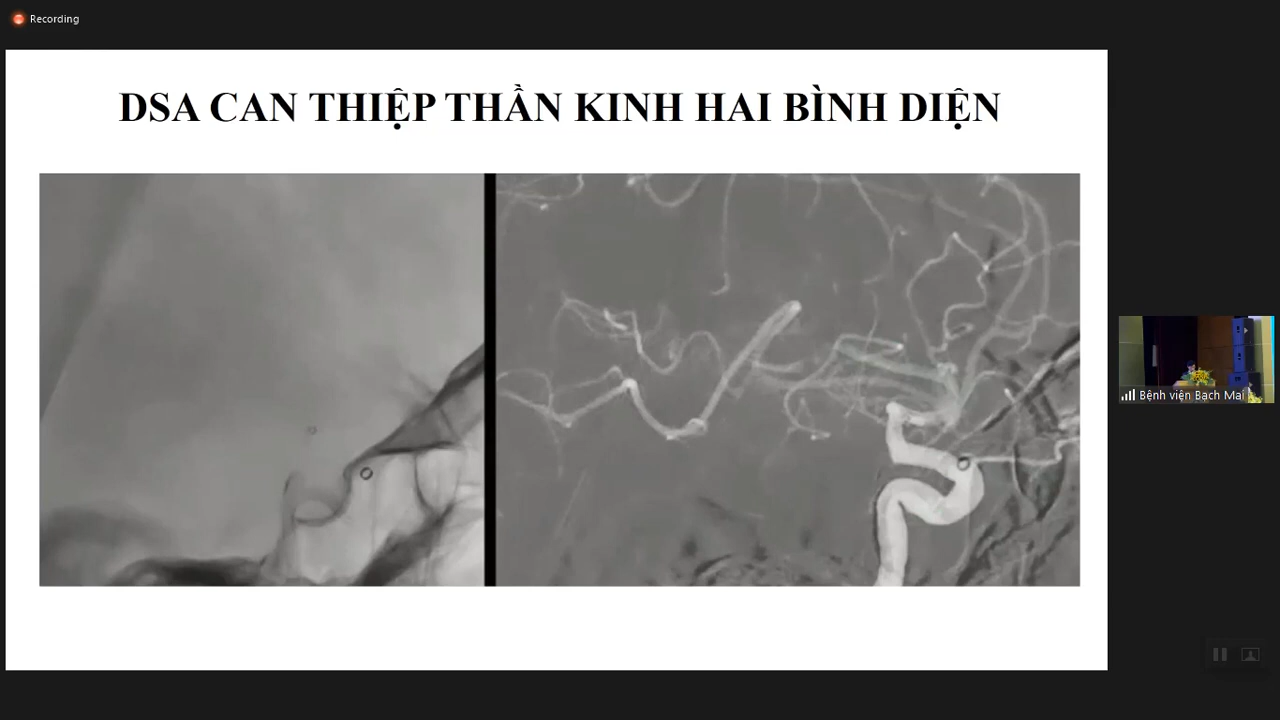 Recording
DSA CAN THIỆP THẦN KINH HAI BÌNH DIỆN
Bệnh viện Bạch Mai